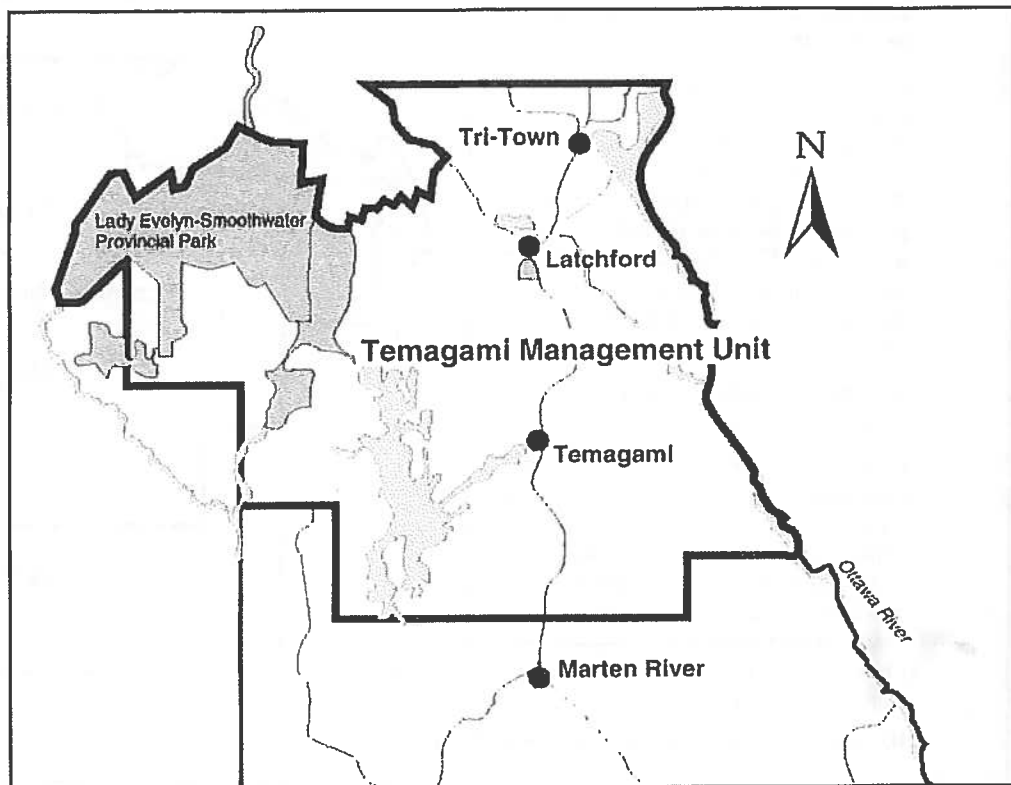 Tri-Town
N
Lady Evelyn-Smoothwater
Provincial Park
Latchford
Temagami Management Unit
Temagami
Ottawa River
Marten River